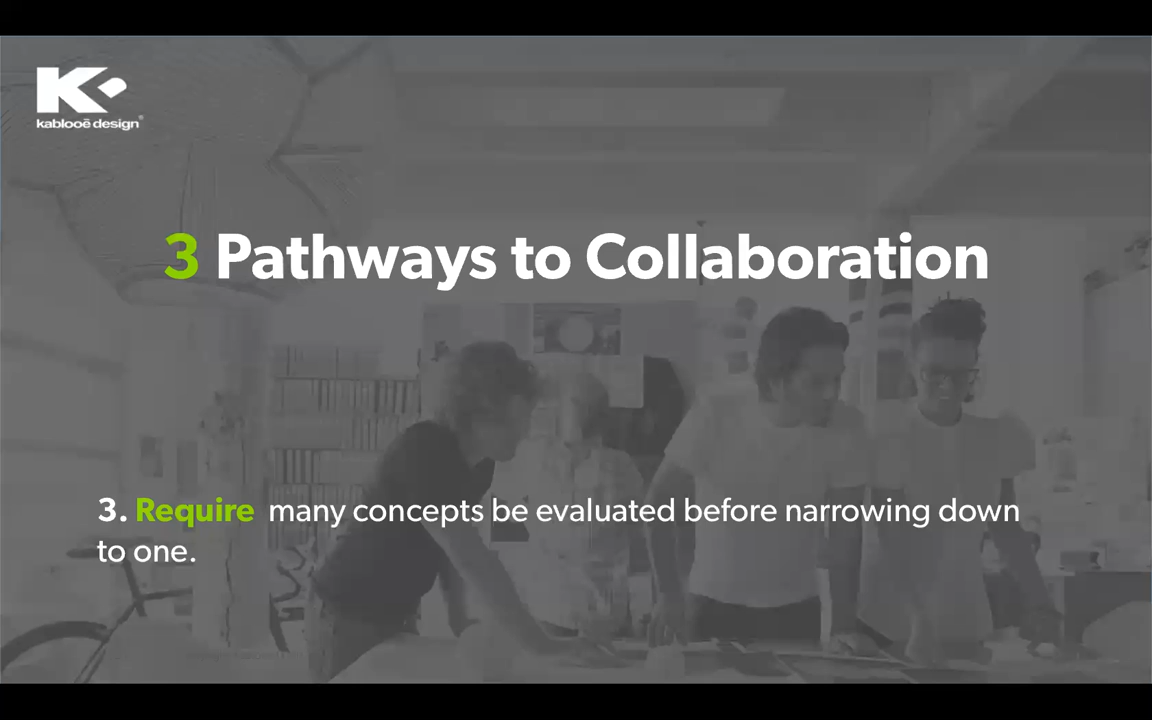 kablooē design®
3 Pathways to Collaboration
3. Require many concepts be evaluated before narrowing down
to one.